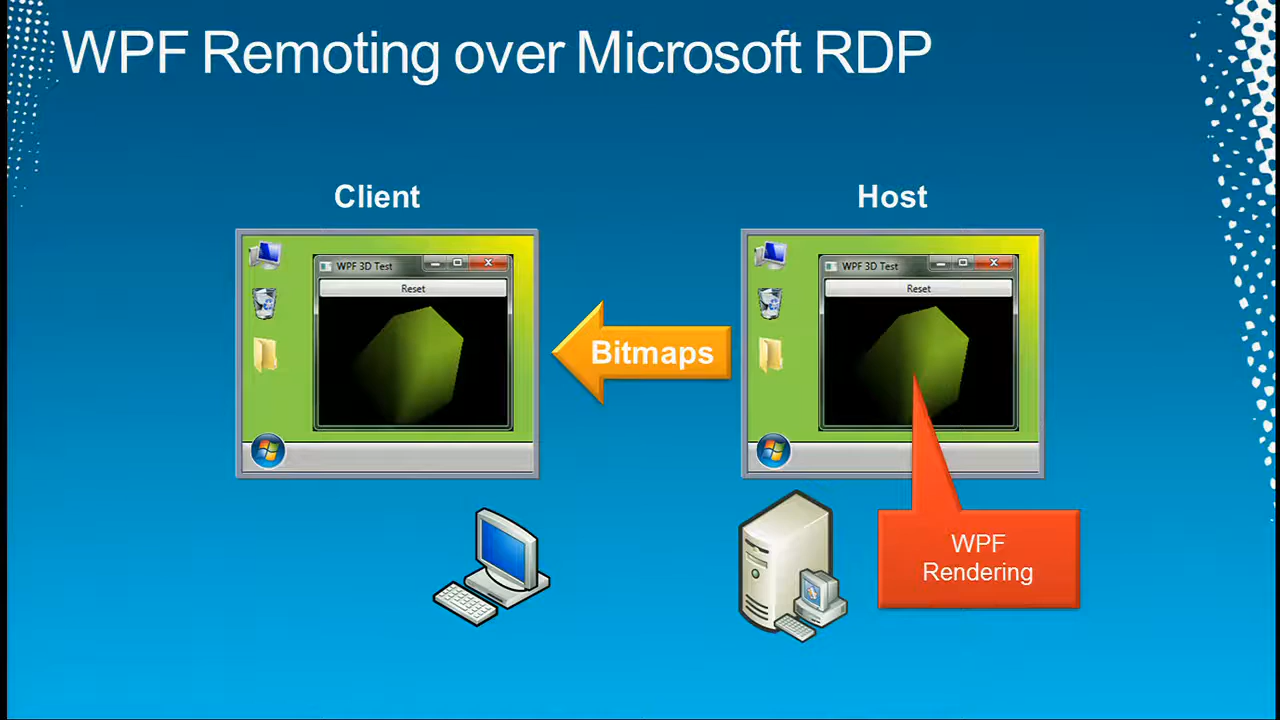 WPF Remoting over Microsoft RDP
Client
Host
WPF 3D Test
Reset
WPF 3D Test
Reset
Bitmaps
WPF
Rendering